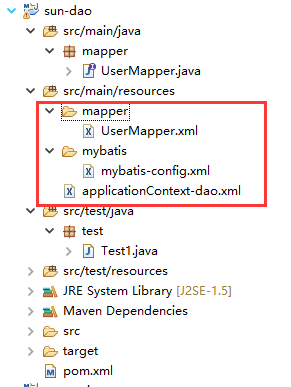 sun-dao
src/main/java
mapper
UserMapper.java
src/main/resources
mapper
UserMapper.xml
mybatis
mybatis-config.xml
applicationContext-dao.xml
src/test/java
test
Test1.java
src/test/resources
JRE System Library [J2SE-1.5]
Maven Dependencies
src
target
pom.xml